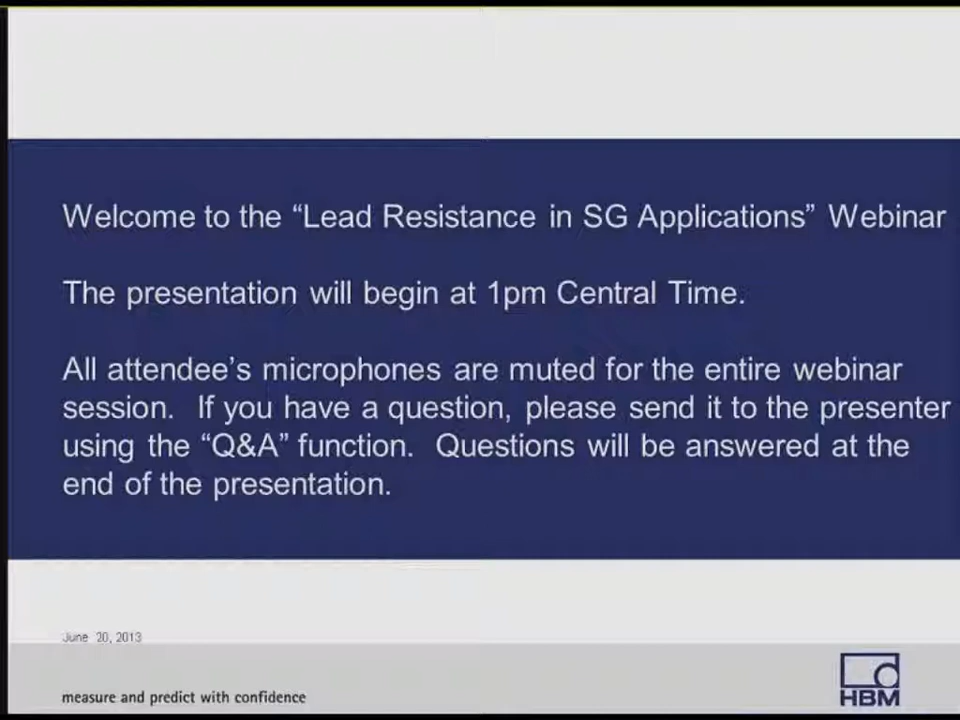 Welcome to the “Lead Resistance in SG Applications” Webinar
The presentation will begin at 1pm Central Time.
All attendee’s microphones are muted for the entire webinar
session.  If you have a question, please send it to the presenter
using the “Q&A” function.  Questions will be answered at the
end of the presentation.
June 20, 2013
measure and predict with confidence
HBM